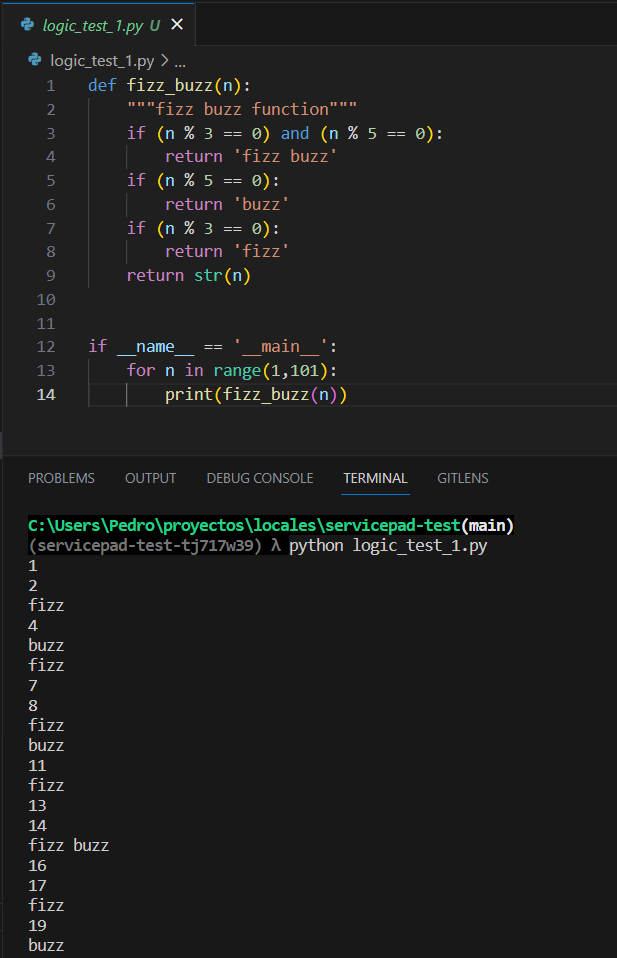 logic_test_1.py U ×
logic_test_1.py > ...
1 def fizz_buzz(n):
2     """fizz buzz function"""
3     if (n % 3 == 0) and (n % 5 == 0):
4         return 'fizz buzz'
5     if (n % 5 == 0):
6         return 'buzz'
7     if (n % 3 == 0):
8         return 'fizz'
9     return str(n)
10
11
12 if __name__ == '__main__':
13     for n in range(1,101):
14         print(fizz_buzz(n))
PROBLEMS OUTPUT DEBUG CONSOLE TERMINAL GITLENS
C:\Users\Pedro\proyectos\locales\servicepad-test(main)
(servicepad-test-tj717w39) λ python logic_test_1.py
1
2
fizz
4
buzz
fizz
7
8
fizz
buzz
11
fizz
13
14
fizz buzz
16
17
fizz
19
buzz